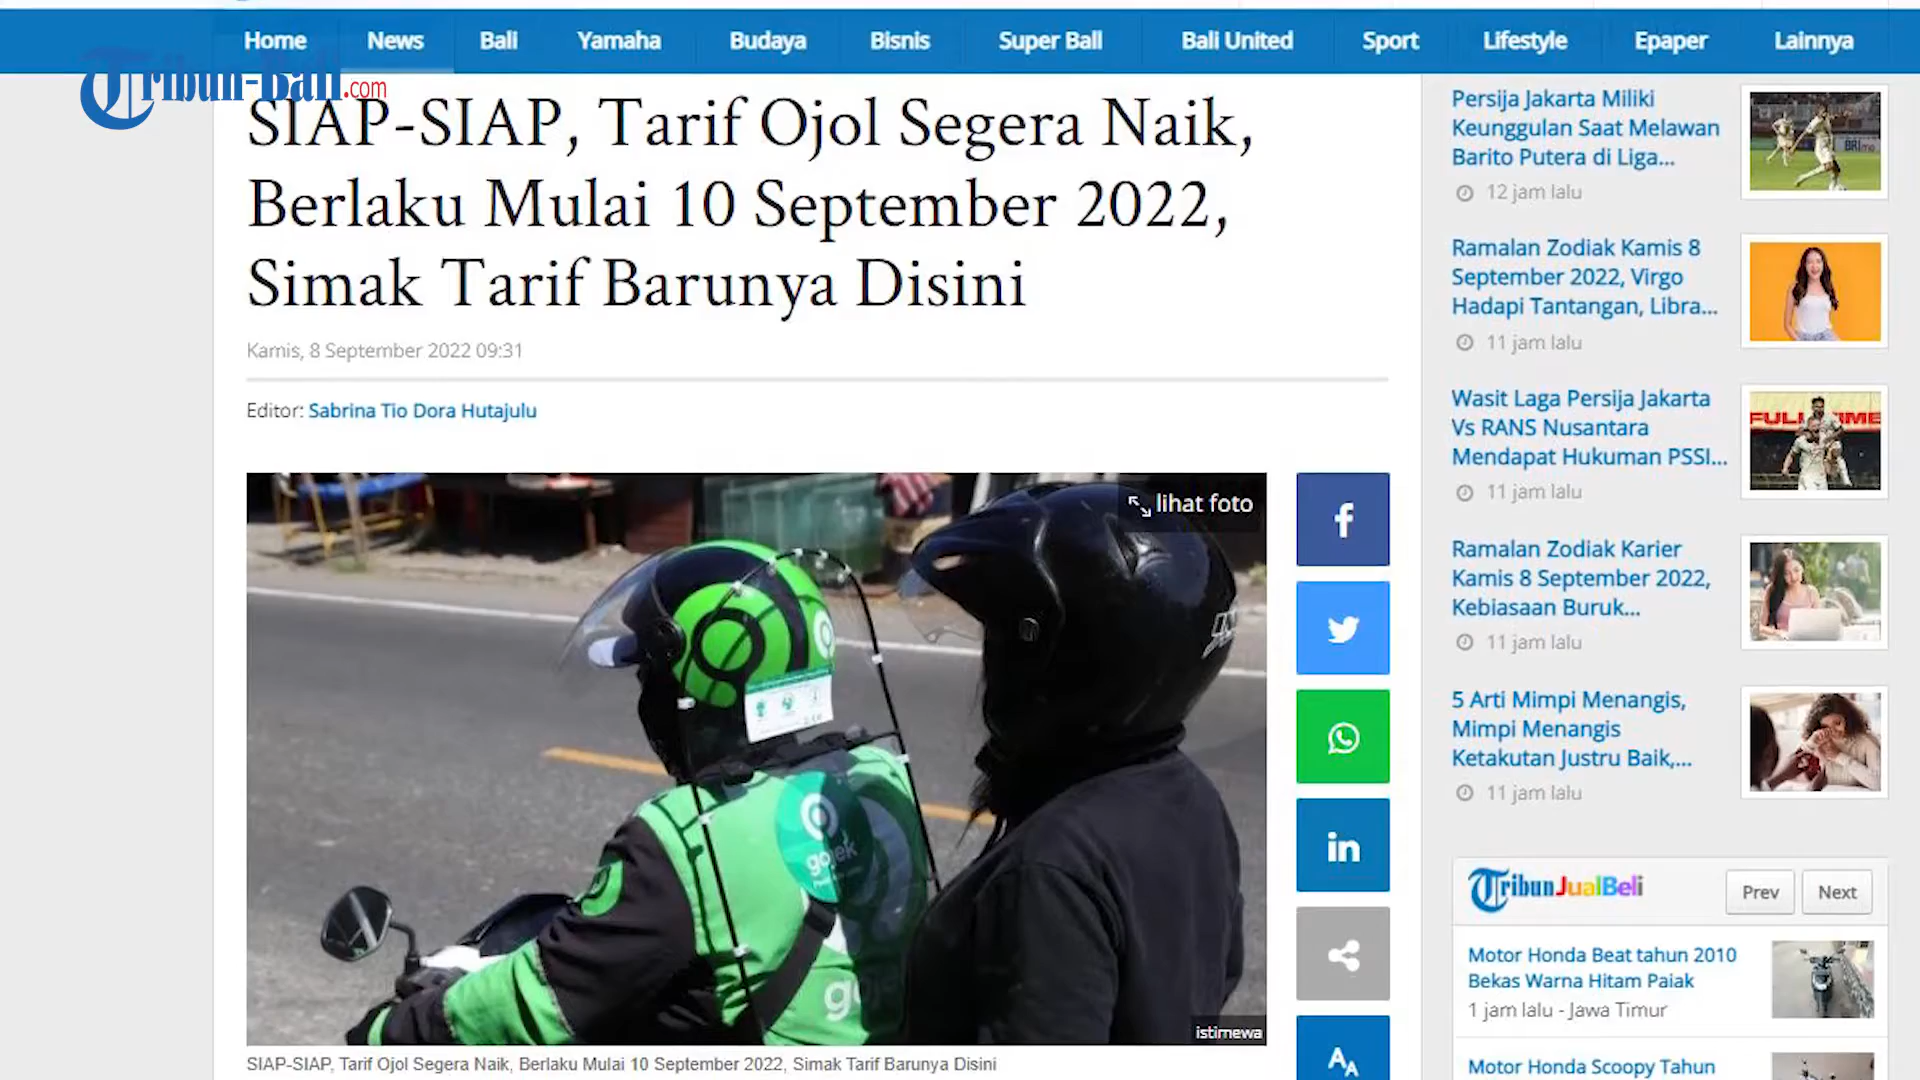 Home News Bali Yamaha Budaya Bisnis Super Ball Bali United Sport Lifestyle Epaper Lainnya
Tribun-Bali.com
SIAP-SIAP, Tarif Ojol Segera Naik,
Berlaku Mulai 10 September 2022,
Simak Tarif Barunya Disini
Kamis, 8 September 2022 09:31
Editor: Sabrina Tio Dora Hutajulu
lihat foto
gojek
gojek
istimewa
SIAP-SIAP, Tarif Ojol Segera Naik, Berlaku Mulai 10 September 2022, Simak Tarif Barunya Disini
f
in
AA
Persija Jakarta Miliki
Keunggulan Saat Melawan
Barito Putera di Liga...
12 jam lalu
Ramalan Zodiak Kamis 8
September 2022, Virgo
Hadapi Tantangan, Libra...
11 jam lalu
Wasit Laga Persija Jakarta
Vs RANS Nusantara
Mendapat Hukuman PSSI...
11 jam lalu
Ramalan Zodiak Karier
Kamis 8 September 2022,
Kebiasaan Buruk...
11 jam lalu
5 Arti Mimpi Menangis,
Mimpi Menangis
Ketakutan Justru Baik,...
11 jam lalu
TribunJualBeli
Prev Next
Motor Honda Beat tahun 2010
Bekas Warna Hitam Paiak
1 jam lalu - Jawa Timur
Motor Honda Scoopy Tahun